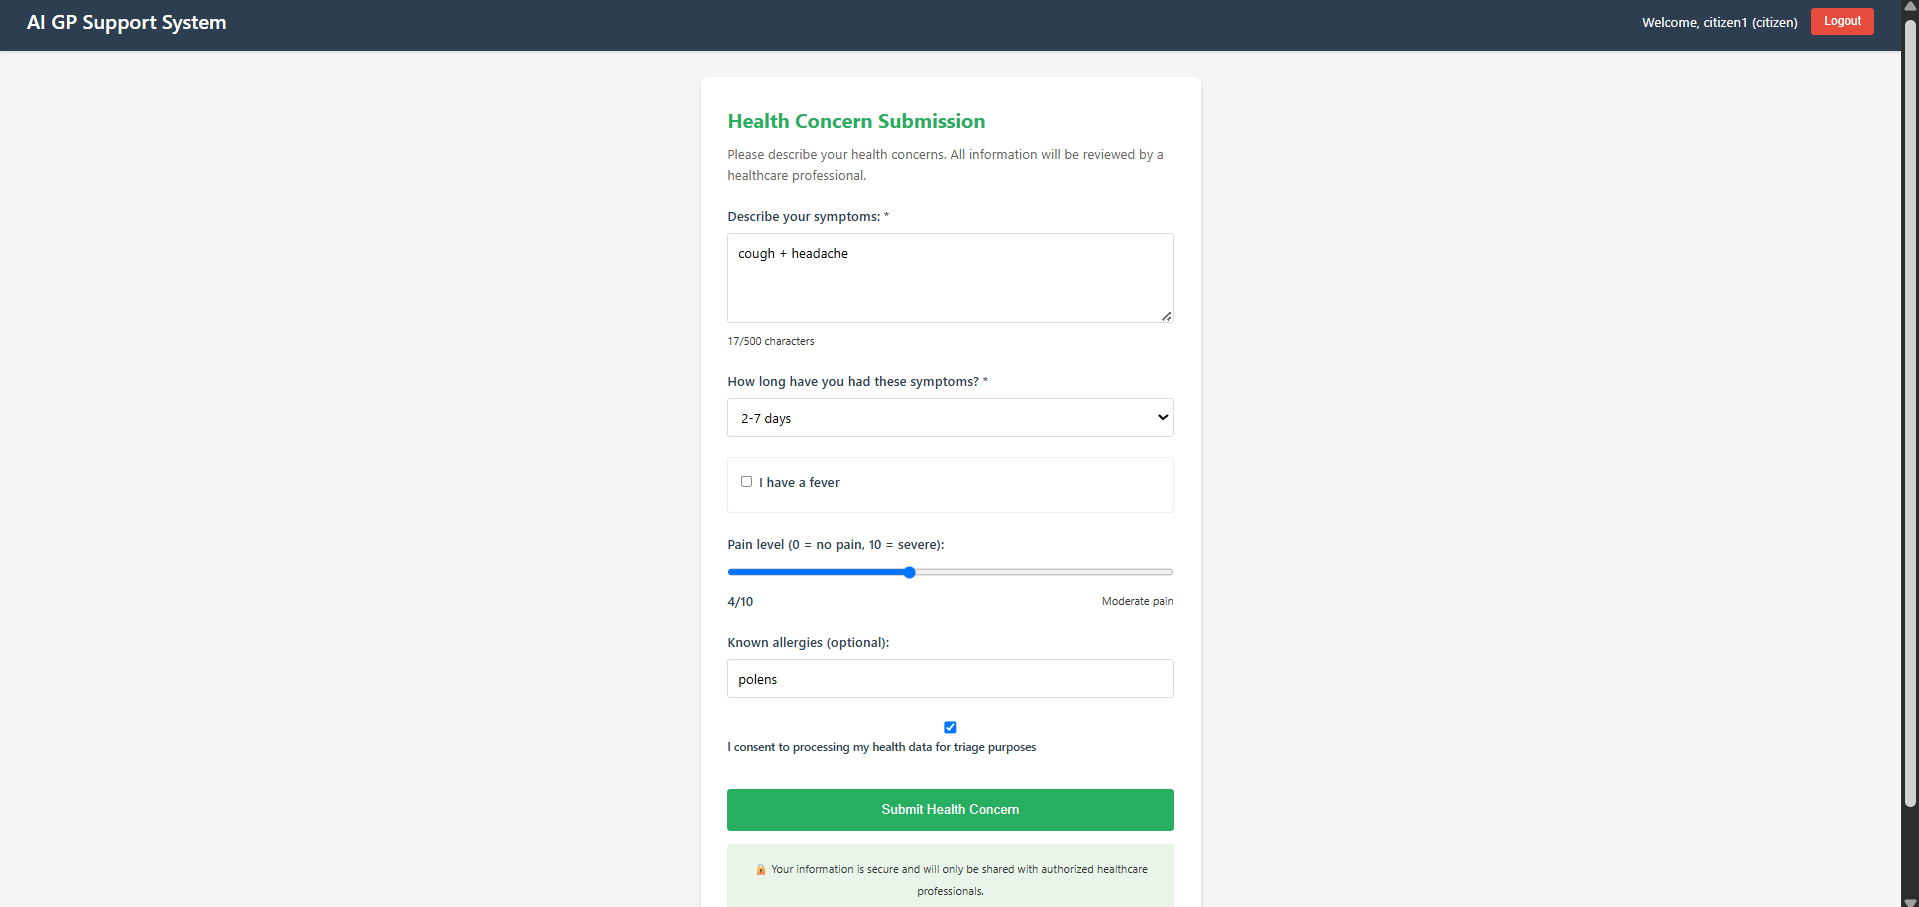 AI GP Support System
Welcome, citizen1 (citizen)
Logout
Health Concern Submission
Please describe your health concerns. All information will be reviewed by a
healthcare professional.
Describe your symptoms: *
cough + headache
17/500 characters
How long have you had these symptoms? *
2-7 days
I have a fever
Pain level (0 = no pain, 10 = severe):
4/10
Moderate pain
Known allergies (optional):
polens
I consent to processing my health data for triage purposes
Submit Health Concern
🔒 Your information is secure and will only be shared with authorized healthcare
professionals.